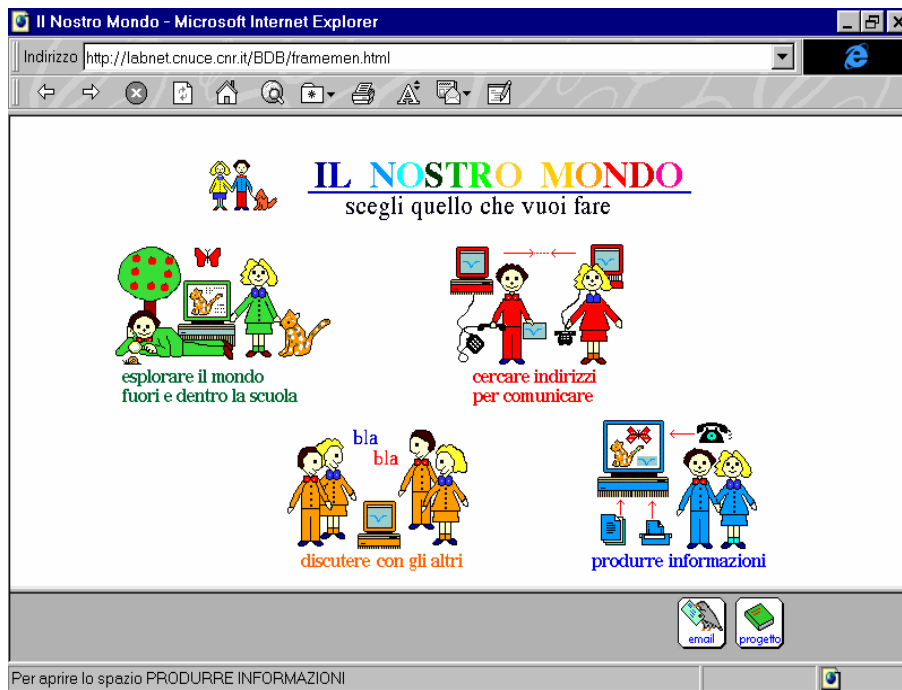 Il Nostro Mondo - Microsoft Internet Explorer
Indirizzo http://labnet.cnuce.cnr.it/BDB/framemen.html
IL NOSTRO MONDO
scegli quello che vuoi fare
esplorare il mondo
fuori e dentro la scuola
cercare indirizzi
per comunicare
bla
bla
discutere con gli altri
produrre informazioni
email
progetto
Per aprire lo spazio PRODURRE INFORMAZIONI